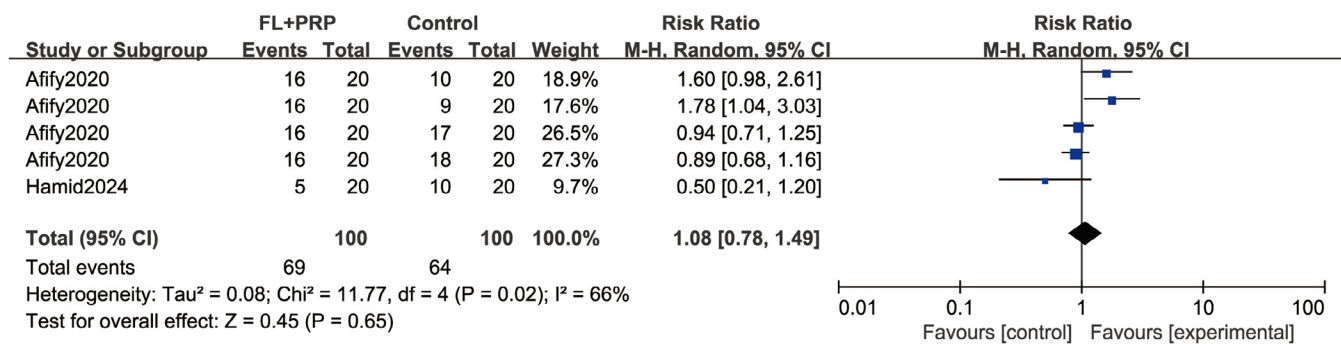 FL+PRP Control Risk Ratio Risk Ratio
Study or Subgroup Events Total Events Total Weight M-H, Random, 95% CI M-H, Random, 95% CI
Afify2020 16 20 10 20 18.9% 1.60 [0.98, 2.61]
Afify2020 16 20 9 20 17.6% 1.78 [1.04, 3.03]
Afify2020 16 20 17 20 26.5% 0.94 [0.71, 1.25]
Afify2020 16 20 18 20 27.3% 0.89 [0.68, 1.16]
Hamid2024 5 20 10 20 9.7% 0.50 [0.21, 1.20]
Total (95% CI) 100 100 100.0% 1.08 [0.78, 1.49]
Total events 69 64
Heterogeneity: Tau² = 0.08; Chi² = 11.77, df = 4 (P = 0.02); I² = 66%
Test for overall effect: Z = 0.45 (P = 0.65)
0.01 0.1 1 10 100
Favours [control] Favours [experimental]